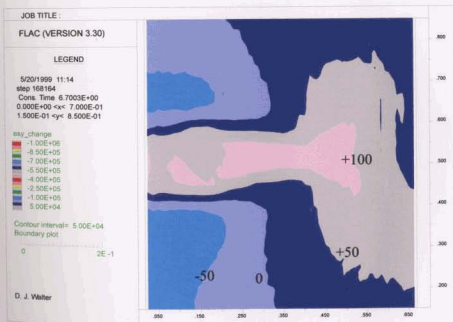 JOB TITLE :
FLAC (VERSION 3.30)
LEGEND
5/20/1999 11:14
step 168164
Cons. Time 6.7003E+00
0.000E+00 <x< 7.000E-01
1.500E-01 <y< 8.500E-01
esy_change
-1.00E+06
-8.50E+05
-7.00E+05
-5.50E+05
-4.00E+05
-2.50E+05
-1.00E+05
5.00E+04
Contour interval= 5.00E+04
Boundary plot
0 2E -1
D. J. Walter
+100
+50
-50
0
.800
.700
.600
.500
.400
.300
.200
.050 .150 .250 .350 .450 .550 .650